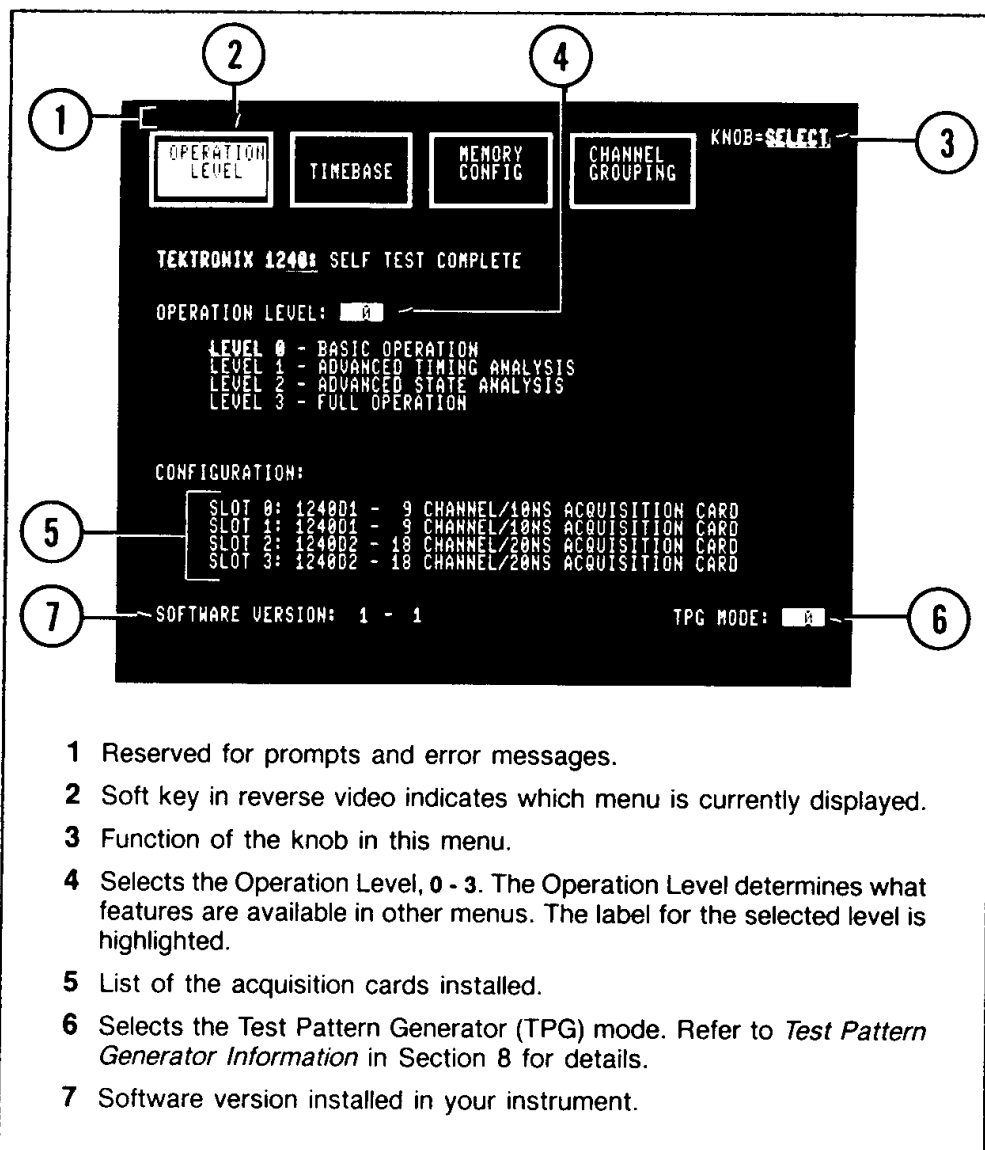 2
4
1
3
KNOB=SELECT
OPERATION LEVEL
TIMEBASE
MEMORY CONFIG
CHANNEL GROUPING
TEKTRONIX 1240: SELF TEST COMPLETE
OPERATION LEVEL: 0
LEVEL 0 - BASIC OPERATION
LEVEL 1 - ADVANCED TIMING ANALYSIS
LEVEL 2 - ADVANCED STATE ANALYSIS
LEVEL 3 - FULL OPERATION
CONFIGURATION:
5
SLOT 0: 1240D1 - 9 CHANNEL/10NS ACQUISITION CARD
SLOT 1: 1240D1 - 9 CHANNEL/10NS ACQUISITION CARD
SLOT 2: 1240D2 - 18 CHANNEL/20NS ACQUISITION CARD
SLOT 3: 1240D2 - 18 CHANNEL/20NS ACQUISITION CARD
7
SOFTWARE VERSION: 1 - 1
TPG MODE: 0
6
1 Reserved for prompts and error messages.
2 Soft key in reverse video indicates which menu is currently displayed.
3 Function of the knob in this menu.
4 Selects the Operation Level, 0 - 3. The Operation Level determines what
features are available in other menus. The label for the selected level is
highlighted.
5 List of the acquisition cards installed.
6 Selects the Test Pattern Generator (TPG) mode. Refer to Test Pattern
Generator Information in Section 8 for details.
7 Software version installed in your instrument.